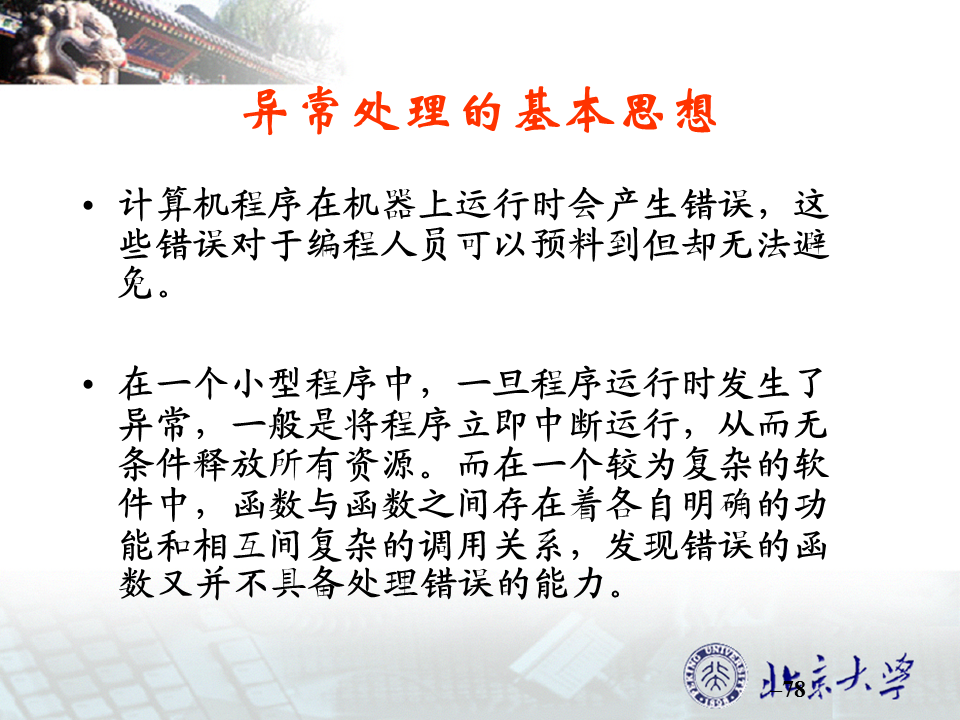 异常处理的基本思想
• 计算机程序在机器上运行时会产生错误，这
些错误对于编程人员可以预料到但却无法避
免。
• 在一个小型程序中，一旦程序运行时发生了
异常，一般是将程序立即中断运行，从而无
条件释放所有资源。而在一个较为复杂的软
件中，函数与函数之间存在着各自明确的功
能和相互间复杂的调用关系，发现错误的函
数又并不具备处理错误的能力。
PEKING UNIVERSITY
1898
北京大学
–78